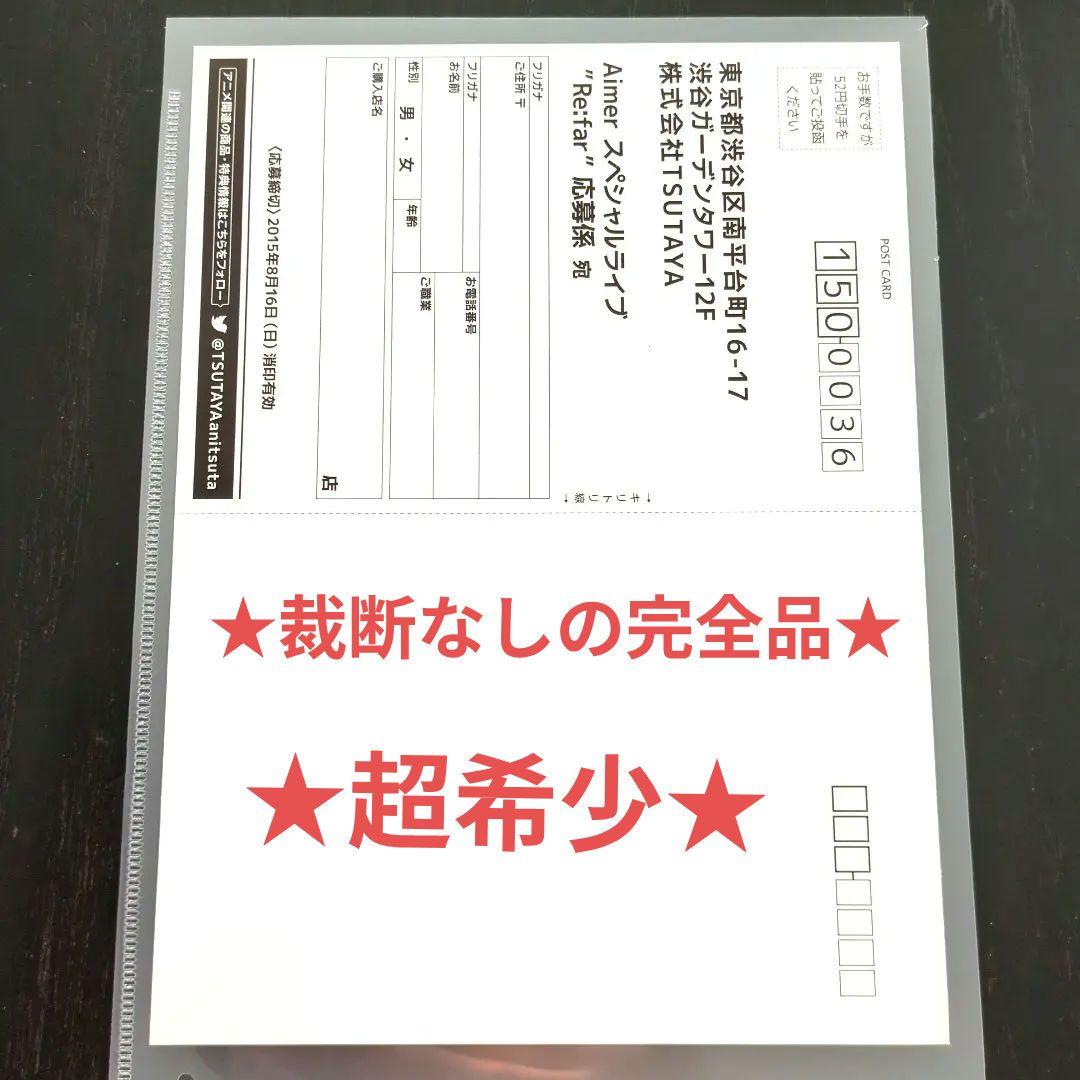 お手数ですが
52円切手を
貼ってご投函
ください
POST CARD
150-0036
東京都渋谷区南平台町16-17
渋谷ガーデンタワー12F
株式会社TSUTAYA
Aimer スペシャルライブ
"Re:far" 応募係 宛
フリガナ
ご住所 〒
フリガナ
お名前
お電話番号
性別 男・女 年齢
ご職業
ご購入店名
店
〈応募締切〉2015年8月16日(日)消印有効
アニメ関連の商品・特典情報はこちらをフォロー! @TSUTAYAanitsuta
↑キリトリ線↑
★裁断なしの完全品★
★超希少★